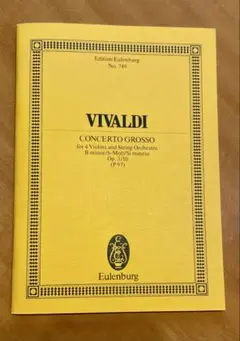 Edition Eulenburg
No. 749
VIVALDI
CONCERTO GROSSO
for 4 Violins and String Orchestra
B minor/h-Moll/Si mineur
Op. 3/10
(P 97)
Eulenburg